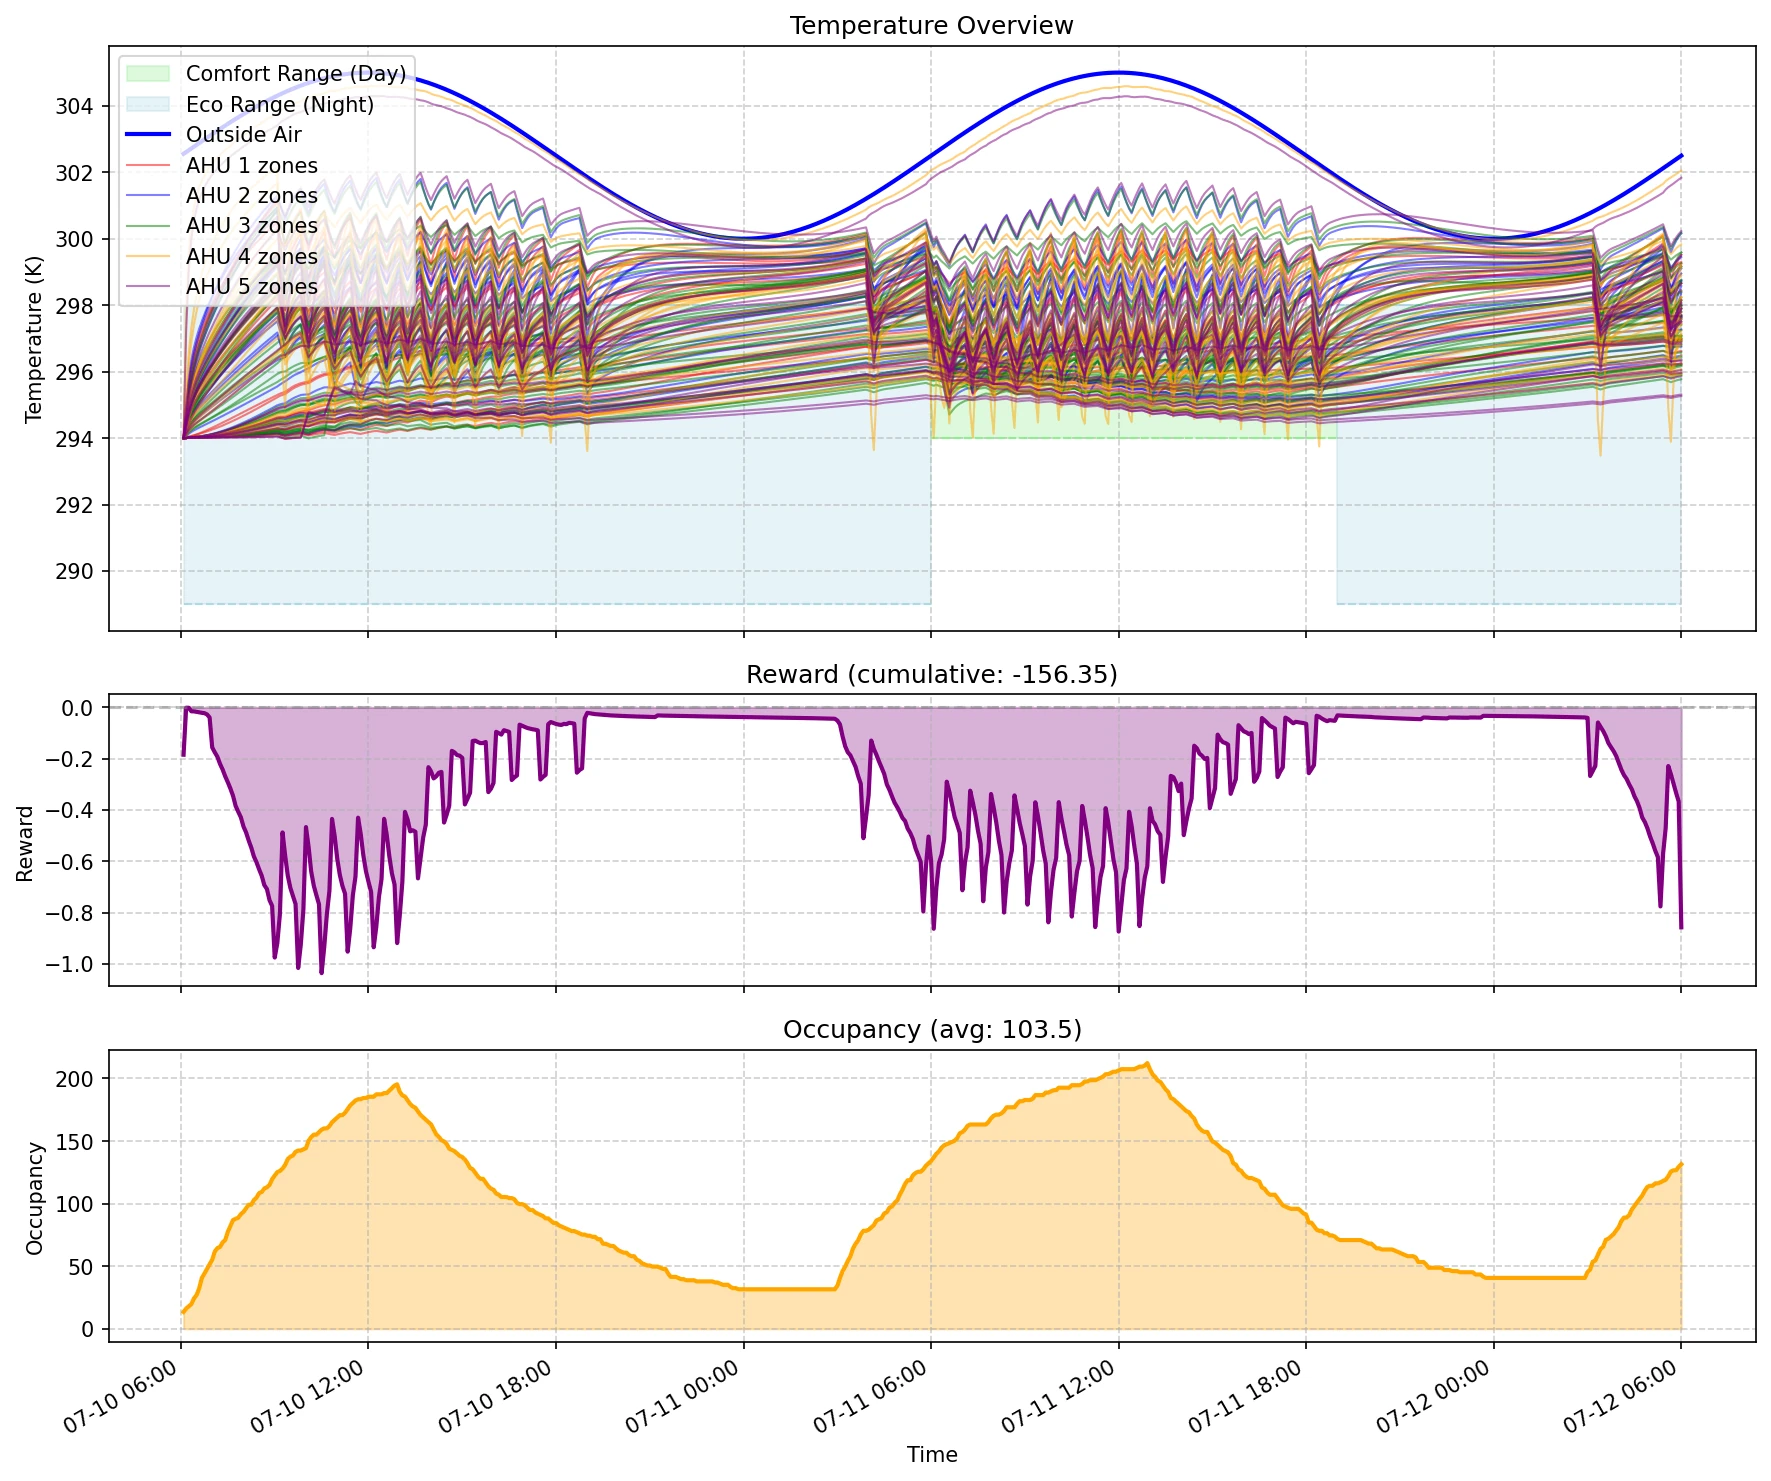 Temperature Overview
Comfort Range (Day)
Eco Range (Night)
Outside Air
AHU 1 zones
AHU 2 zones
AHU 3 zones
AHU 4 zones
AHU 5 zones
Temperature (K)
304
302
300
298
296
294
292
290
Reward (cumulative: -156.35)
Reward
0.0
−0.2
−0.4
−0.6
−0.8
−1.0
Occupancy (avg: 103.5)
Occupancy
200
150
100
50
0
07-10 06:00
07-10 12:00
07-10 18:00
07-11 00:00
07-11 06:00
07-11 12:00
07-11 18:00
07-12 00:00
07-12 06:00
Time